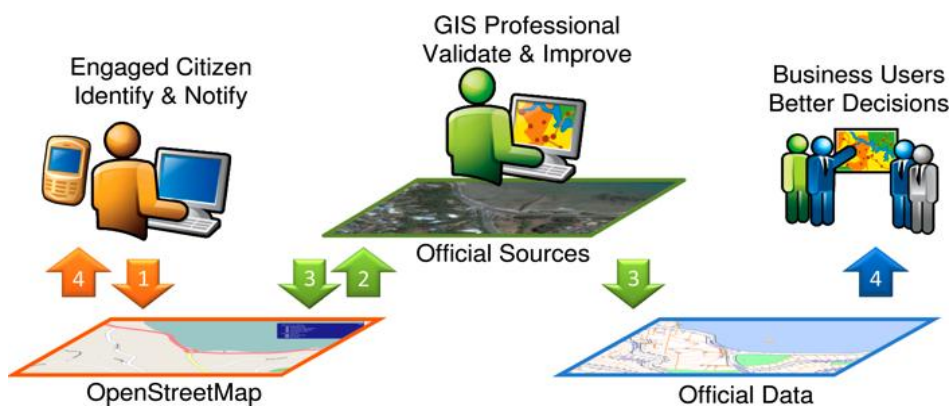 GIS Professional
Validate & Improve
Engaged Citizen
Identify & Notify
Business Users
Better Decisions
Official Sources
4
1
3
2
3
4
OpenStreetMap
Official Data